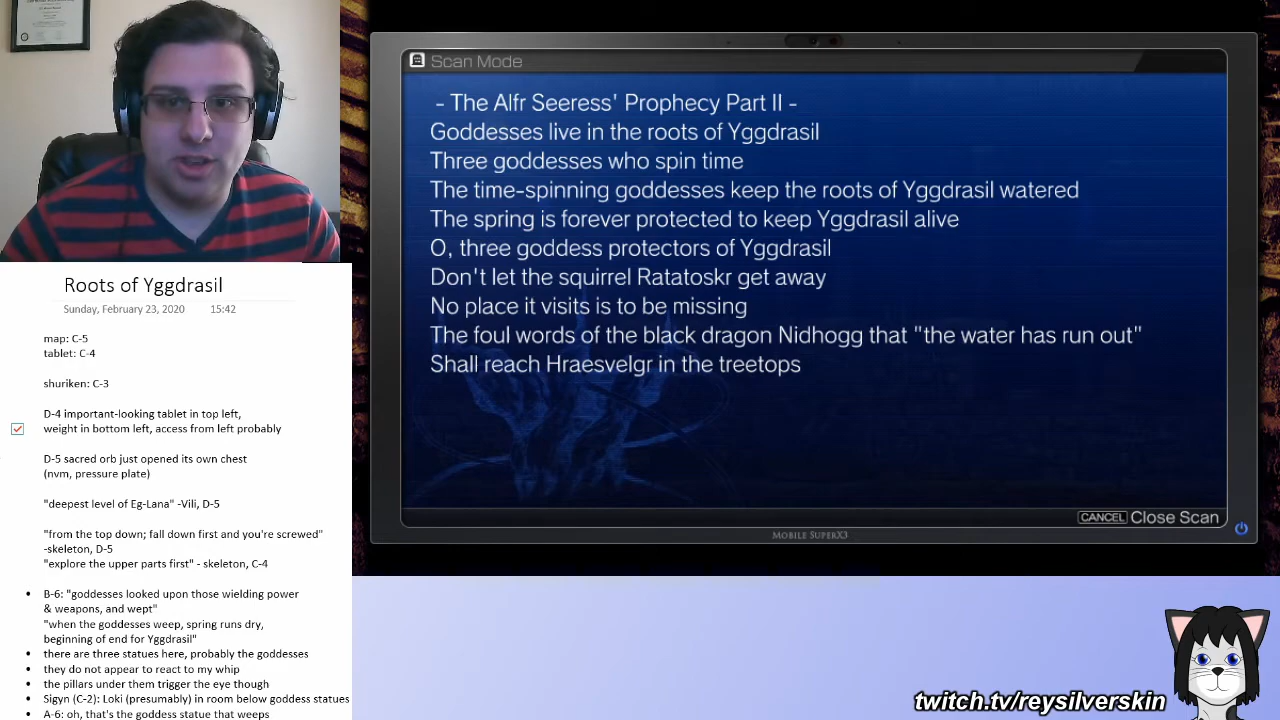 Scan Mode
- The Alfr Seeress' Prophecy Part II -
Goddesses live in the roots of Yggdrasil
Three goddesses who spin time
The time-spinning goddesses keep the roots of Yggdrasil watered
The spring is forever protected to keep Yggdrasil alive
O, three goddess protectors of Yggdrasil
Don't let the squirrel Ratatoskr get away
No place it visits is to be missing
The foul words of the black dragon Nidhogg that "the water has run out"
Shall reach Hraesvelgr in the treetops
CANCEL Close Scan
MOBILE SUPERX3
Roots of Yggdrasil
Sunday, February 23, 2020 15:42
map: C-5
tablet: C-4
shuriken: C-3
D-4 important-looking tablet in top left,
weight in bottom left, access from left probably
D-5 sacred orb just opened its own chest
(nvm, pressure plate)
"deepest level of Eg-Lana" -Vili, D-5
"from the top down; fall down first and you're screwed"
-skeleton, D-5
"explore the upper parts first" - skeleton, C-4
• B-6: "goddesses looked upon those wielding power
& weapons, and wept"
"when the goddesses weep, spring runs dry,
beginning of end for Yggdrasil"
• there are three statues here, probably the goddesses
• they do not appear to react to my whip
• the pillars under them trigger the eye though
• Sigyn (C-2): Loki (presumably) in room below goddess statues
• A-6: oh, that's the goddess statue that weeps
twitch.tv/reysilverskin